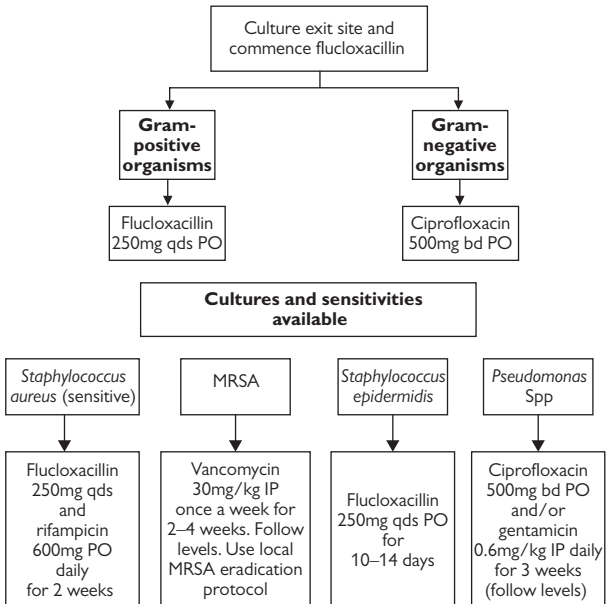 Culture exit site and
commence flucloxacillin
Gram-
positive
organisms
Gram-
negative
organisms
Flucloxacillin
250mg qds PO
Ciprofloxacin
500mg bd PO
Cultures and sensitivities
available
Staphylococcus
aureus (sensitive)
MRSA
Staphylococcus
epidermidis
Pseudomonas
Spp
Flucloxacillin
250mg qds
and
rifampicin
600mg PO
daily
for 2 weeks
Vancomycin
30mg/kg IP
once a week for
2–4 weeks. Follow
levels. Use local
MRSA eradication
protocol
Flucloxacillin
250mg qds PO
for
10–14 days
Ciprofloxacin
500mg bd PO
and/or
gentamicin
0.6mg/kg IP daily
for 3 weeks
(follow levels)